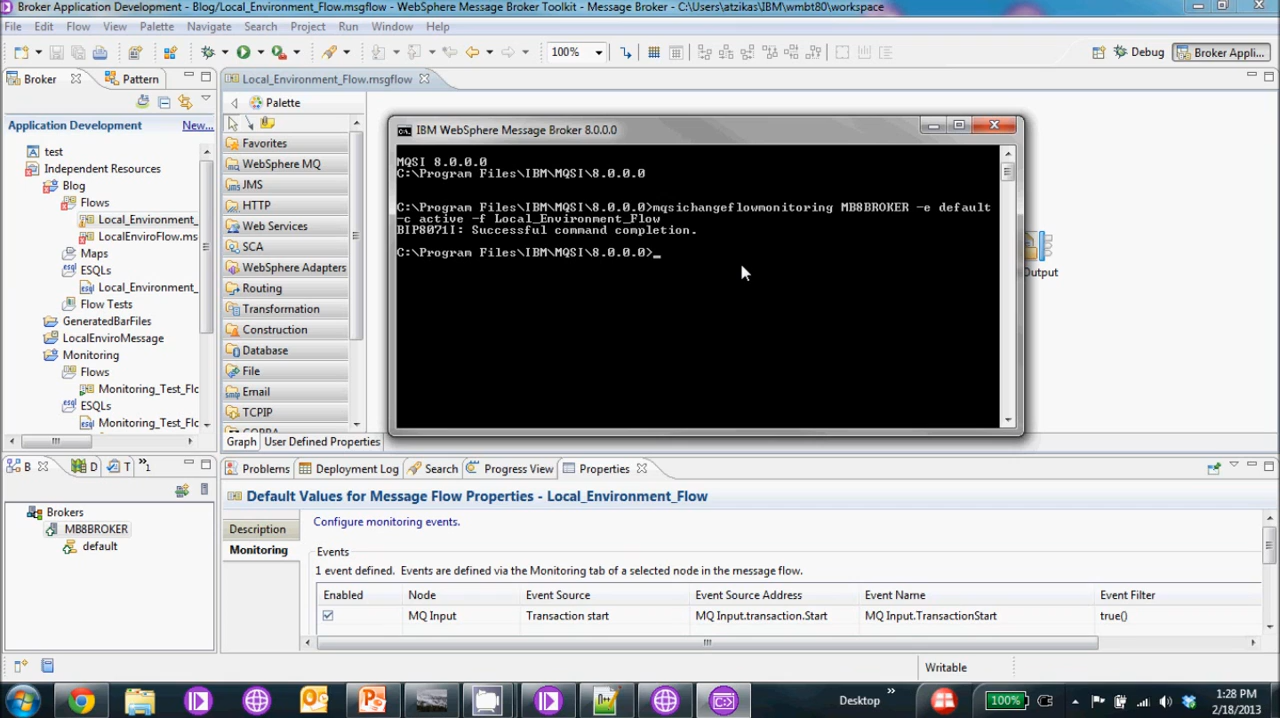 Broker Application Development - Blog/Local_Environment_Flow.msgflow - WebSphere Message Broker Toolkit - Message Broker - C:\Users\atzikas\IBM\wmbt80\workspace
File Edit Flow View Palette Navigate Search Project Run Window Help
100% Debug Broker Appli...
Broker Pattern
Local_Environment_Flow.msgflow
Palette
Application Development New...
test
Independent Resources
Blog
Flows
Local_Environment_
LocalEnviroFlow.ms
Maps
ESQLs
Local_Environment_
Flow Tests
GeneratedBarFiles
LocalEnviroMessage
Monitoring
Flows
Monitoring_Test_Flo
ESQLs
Monitoring_Test_Flo
Favorites
WebSphere MQ
JMS
HTTP
Web Services
SCA
WebSphere Adapters
Routing
Transformation
Construction
Database
File
Email
TCPIP
CORBA
Graph User Defined Properties
IBM WebSphere Message Broker 8.0.0.0
MQSI 8.0.0.0
C:\Program Files\IBM\MQSI\8.0.0.0
C:\Program Files\IBM\MQSI\8.0.0.0>mqsichangeflowmonitoring MB8BROKER -e default
-c active -f Local_Environment_Flow
BIP8071I: Successful command completion.
C:\Program Files\IBM\MQSI\8.0.0.0>_
Output
B D T »1
Brokers
MB8BROKER
default
Problems Deployment Log Search Progress View Properties
Default Values for Message Flow Properties - Local_Environment_Flow
Description
Monitoring
Configure monitoring events.
Events
1 event defined. Events are defined via the Monitoring tab of a selected node in the message flow.
Enabled Node Event Source Event Source Address Event Name Event Filter
MQ Input Transaction start MQ Input.transaction.Start MQ Input.TransactionStart true()
Writable
Desktop » 100% 1:28 PM
2/18/2013